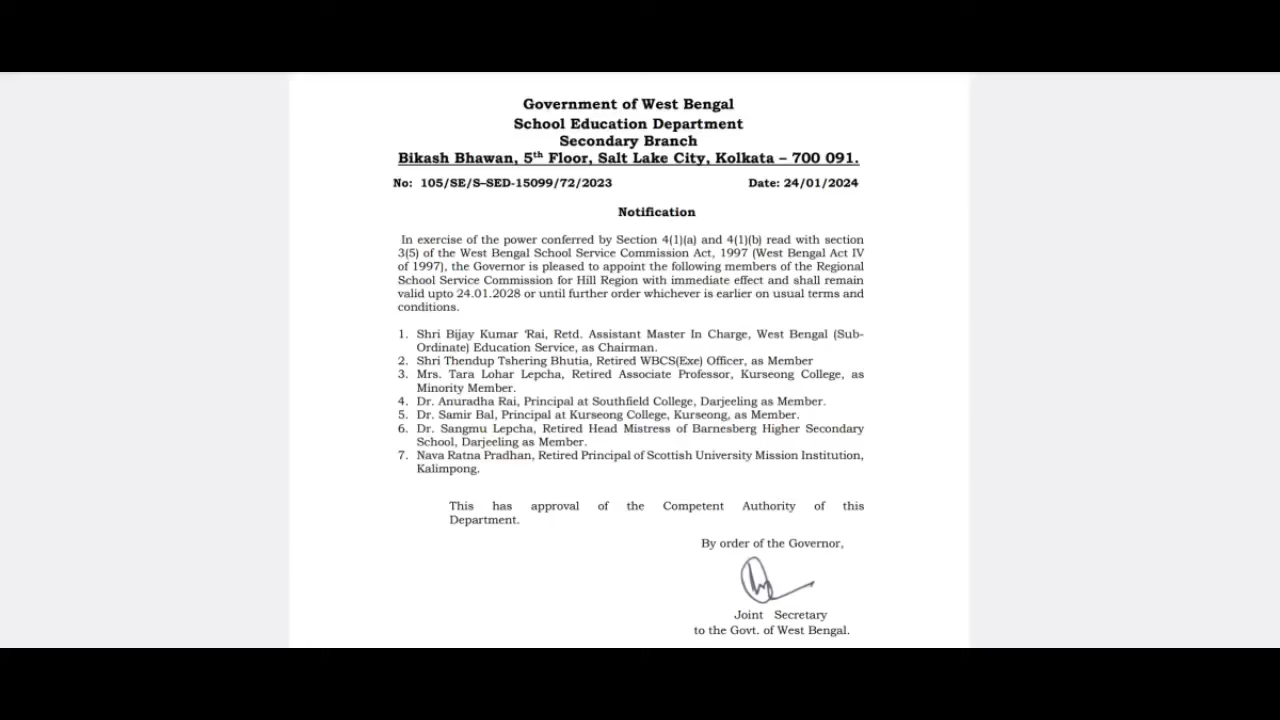 Government of West Bengal
School Education Department
Secondary Branch
Bikash Bhawan, 5th Floor, Salt Lake City, Kolkata – 700 091.
No: 105/SE/S–SED-15099/72/2023 Date: 24/01/2024
Notification
In exercise of the power conferred by Section 4(1)(a) and 4(1)(b) read with section
3(5) of the West Bengal School Service Commission Act, 1997 (West Bengal Act IV
of 1997), the Governor is pleased to appoint the following members of the Regional
School Service Commission for Hill Region with immediate effect and shall remain
valid upto 24.01.2028 or until further order whichever is earlier on usual terms and
conditions.
1. Shri Bijay Kumar ‘Rai, Retd. Assistant Master In Charge, West Bengal (Sub-
Ordinate) Education Service, as Chairman.
2. Shri Thendup Tshering Bhutia, Retired WBCS(Exe) Officer, as Member
3. Mrs. Tara Lohar Lepcha, Retired Associate Professor, Kurseong College, as
Minority Member.
4. Dr. Anuradha Rai, Principal at Southfield College, Darjeeling as Member.
5. Dr. Samir Bal, Principal at Kurseong College, Kurseong, as Member.
6. Dr. Sangmu Lepcha, Retired Head Mistress of Barnesberg Higher Secondary
School, Darjeeling as Member.
7. Nava Ratna Pradhan, Retired Principal of Scottish University Mission Institution,
Kalimpong.
This has approval of the Competent Authority of this
Department.
By order of the Governor,
Joint Secretary
to the Govt. of West Bengal.